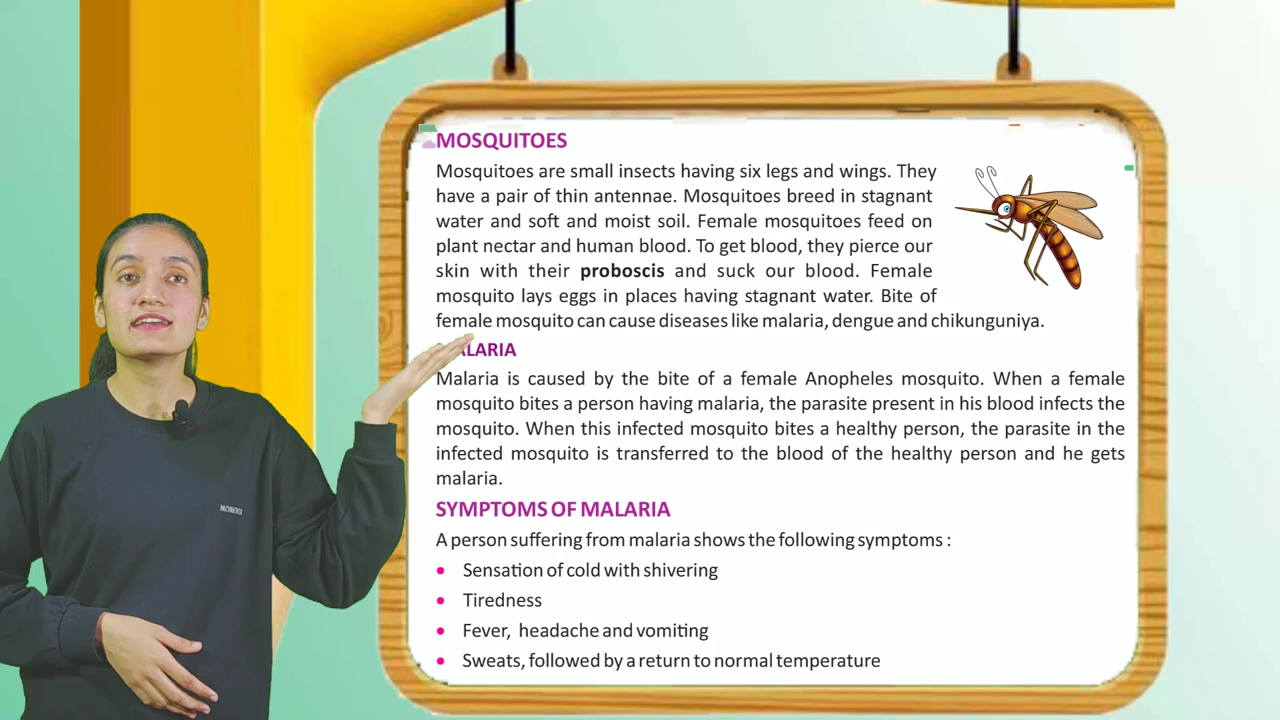 MOSQUITOES
Mosquitoes are small insects having six legs and wings. They
have a pair of thin antennae. Mosquitoes breed in stagnant
water and soft and moist soil. Female mosquitoes feed on
plant nectar and human blood. To get blood, they pierce our
skin with their proboscis and suck our blood. Female
mosquito lays eggs in places having stagnant water. Bite of
female mosquito can cause diseases like malaria, dengue and chikunguniya.
ALARIA
Malaria is caused by the bite of a female Anopheles mosquito. When a female
mosquito bites a person having malaria, the parasite present in his blood infects the
mosquito. When this infected mosquito bites a healthy person, the parasite in the
infected mosquito is transferred to the blood of the healthy person and he gets
malaria.
SYMPTOMS OF MALARIA
A person suffering from malaria shows the following symptoms :
• Sensation of cold with shivering
• Tiredness
• Fever, headache and vomiting
• Sweats, followed by a return to normal temperature